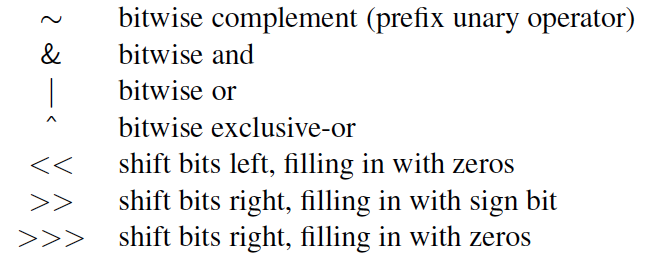 ~ bitwise complement (prefix unary operator)
& bitwise and
| bitwise or
^ bitwise exclusive-or
<< shift bits left, filling in with zeros
>> shift bits right, filling in with sign bit
>>> shift bits right, filling in with zeros